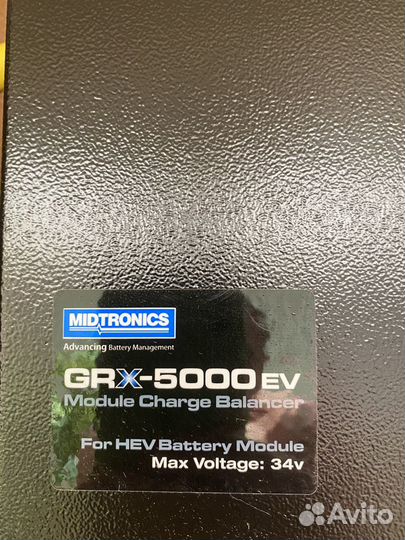 MIDTRONICS
Advancing Battery Management
GRX-5000 EV
Module Charge Balancer
For HEV Battery Module
Max Voltage: 34v
Avito